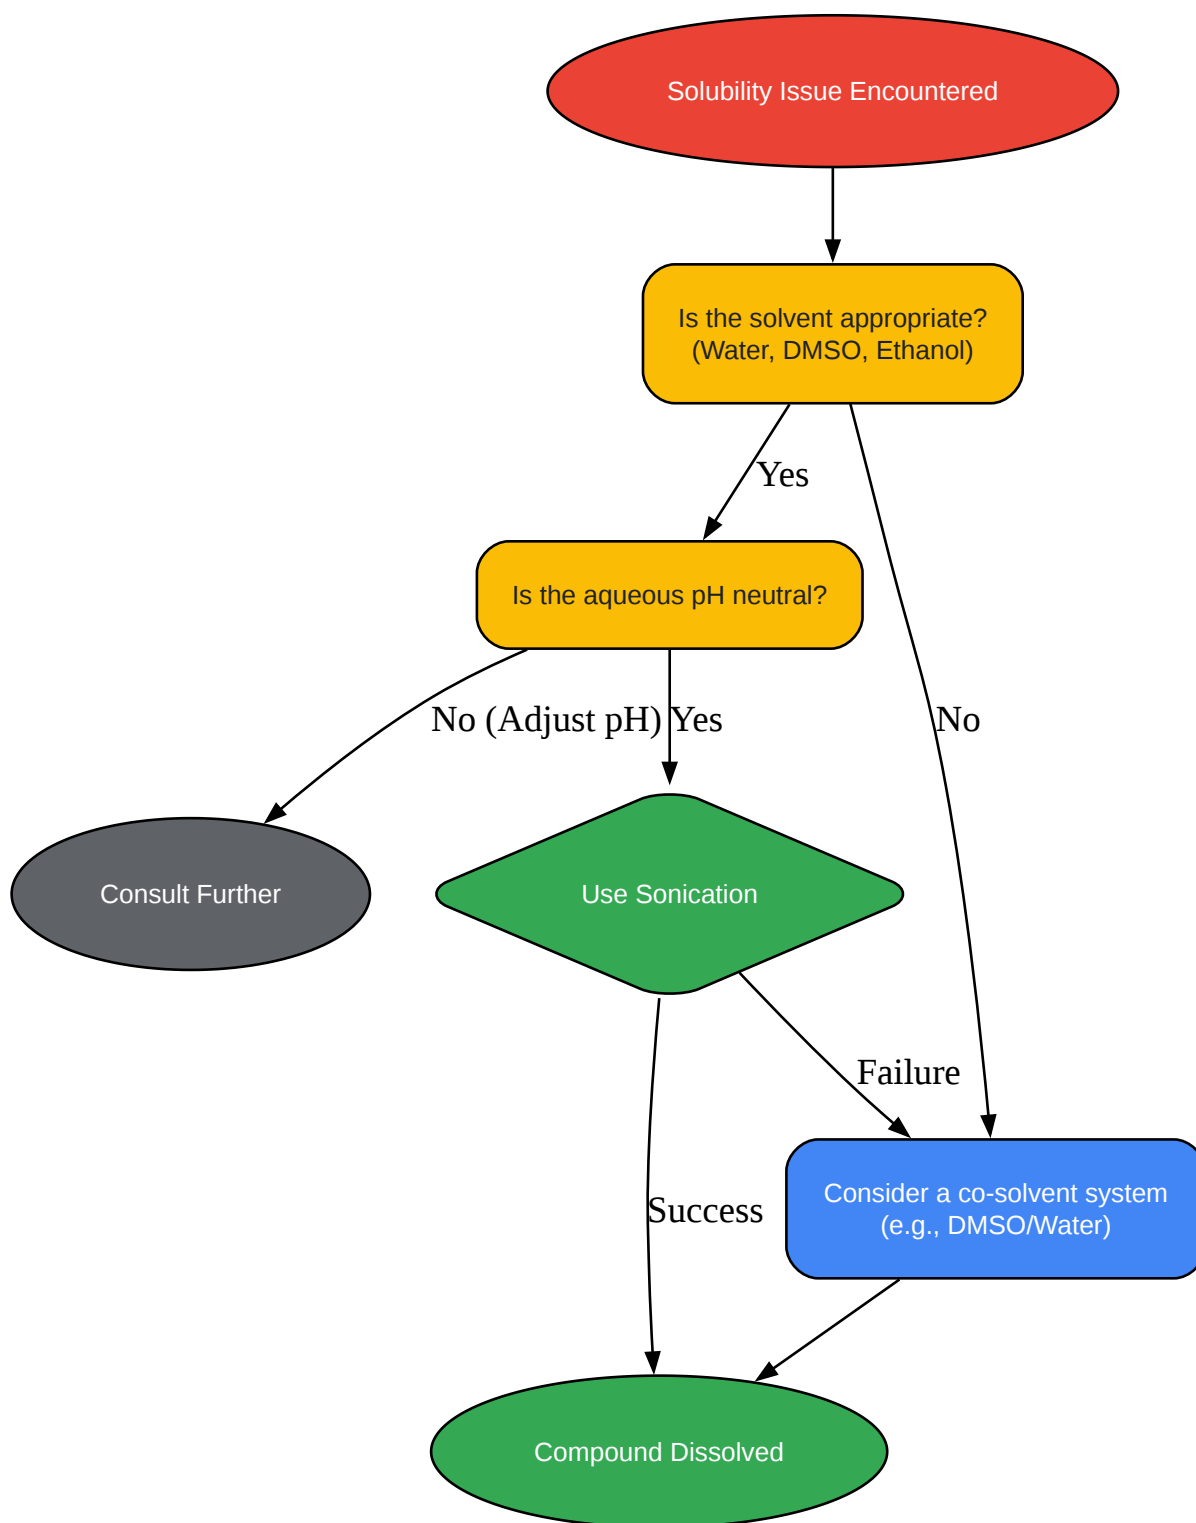 Solubility Issue Encountered
Is the solvent appropriate?
(Water, DMSO, Ethanol)
Yes
Is the aqueous pH neutral?
No (Adjust pH)
Yes
No
Consult Further
Use Sonication
Failure
Success
Consider a co-solvent system
(e.g., DMSO/Water)
Compound Dissolved